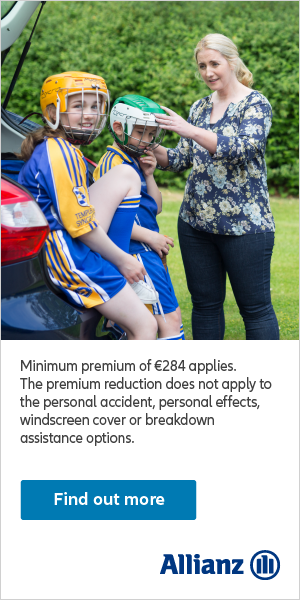 Minimum premium of €284 applies.
The premium reduction does not apply to
the personal accident, personal effects,
windscreen cover or breakdown
assistance options.
Find out more
Allianz